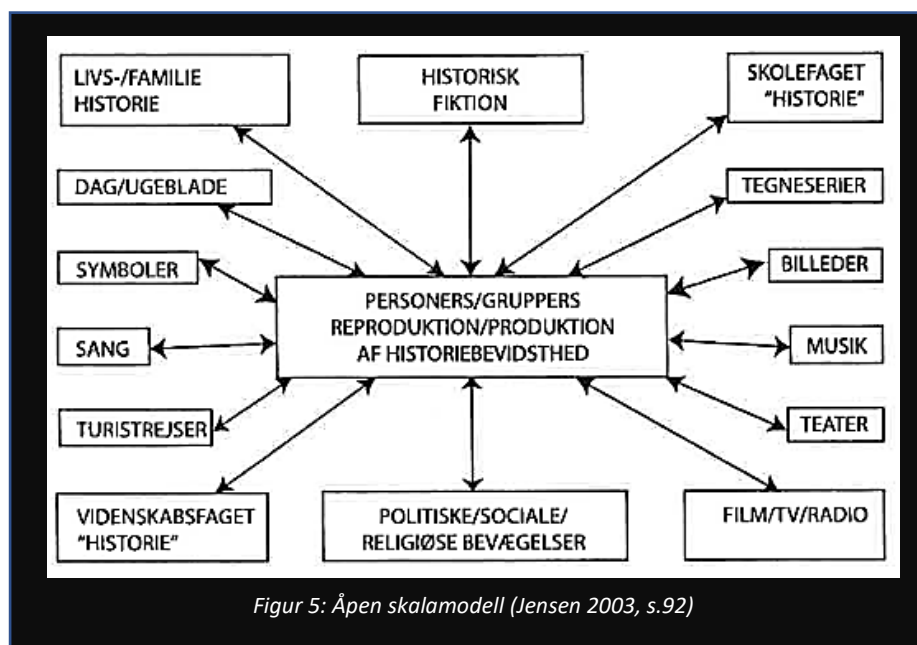 LIVS-/FAMILIE
HISTORIE
HISTORISK
FIKTION
SKOLEFAGET
"HISTORIE"
DAG/UGEBLADE
TEGNESERIER
SYMBOLER
BILLEDER
PERSONERS/GRUPPERS
REPRODUKTION/PRODUKTION
AF HISTORIEBEVIDSTHED
SANG
MUSIK
TURISTREJSER
TEATER
VIDENSKABSFAGET
"HISTORIE"
POLITISKE/SOCIALE/
RELIGIØSE BEVÆGELSER
FILM/TV/RADIO
Figur 5: Åpen skalamodell (Jensen 2003, s.92)